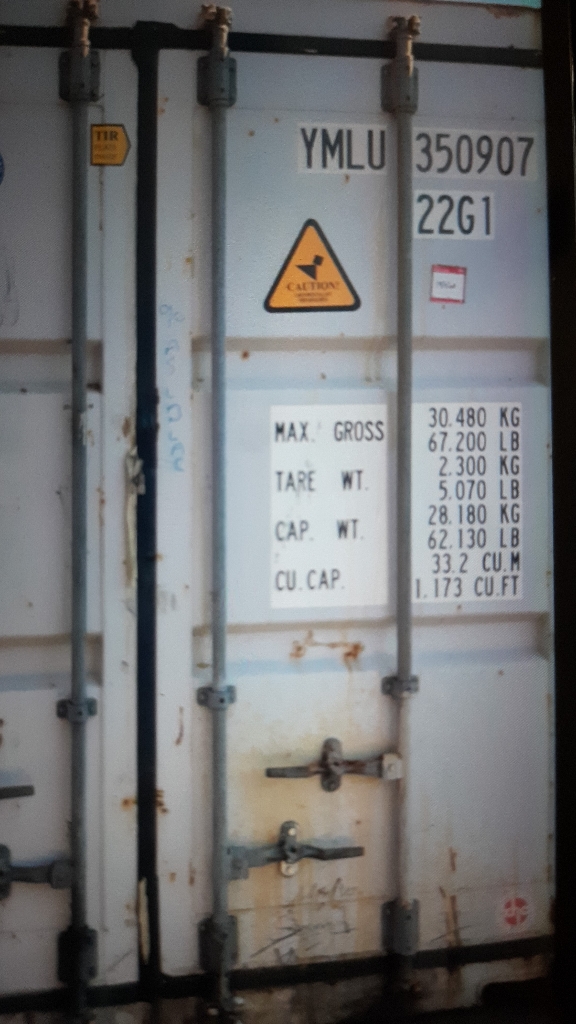 YMLU 350907
22G1
TIR
CAUTION!
MAX. GROSS 30.480 KG
67.200 LB
TARE WT. 2.300 KG
5.070 LB
CAP. WT. 28.180 KG
62.130 LB
CU.CAP. 33.2 CU.M
1.173 CU.FT